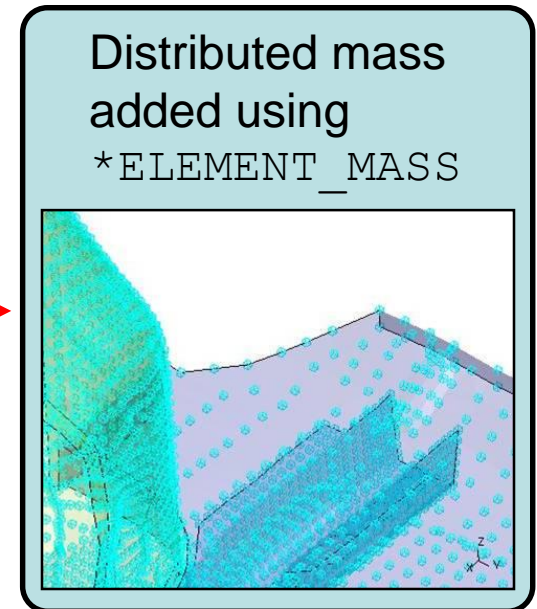 Distributed mass
added using
*ELEMENT_MASS
Z
X Y